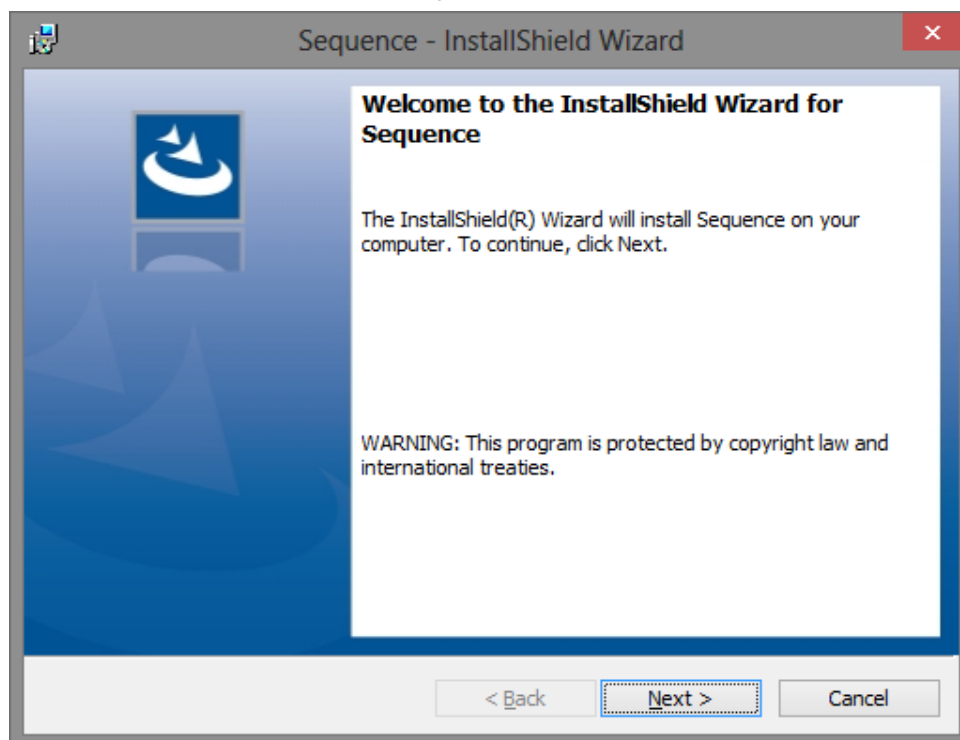 Sequence - InstallShield Wizard
Welcome to the InstallShield Wizard for
Sequence
The InstallShield(R) Wizard will install Sequence on your
computer. To continue, click Next.
WARNING: This program is protected by copyright law and
international treaties.
< Back Next > Cancel